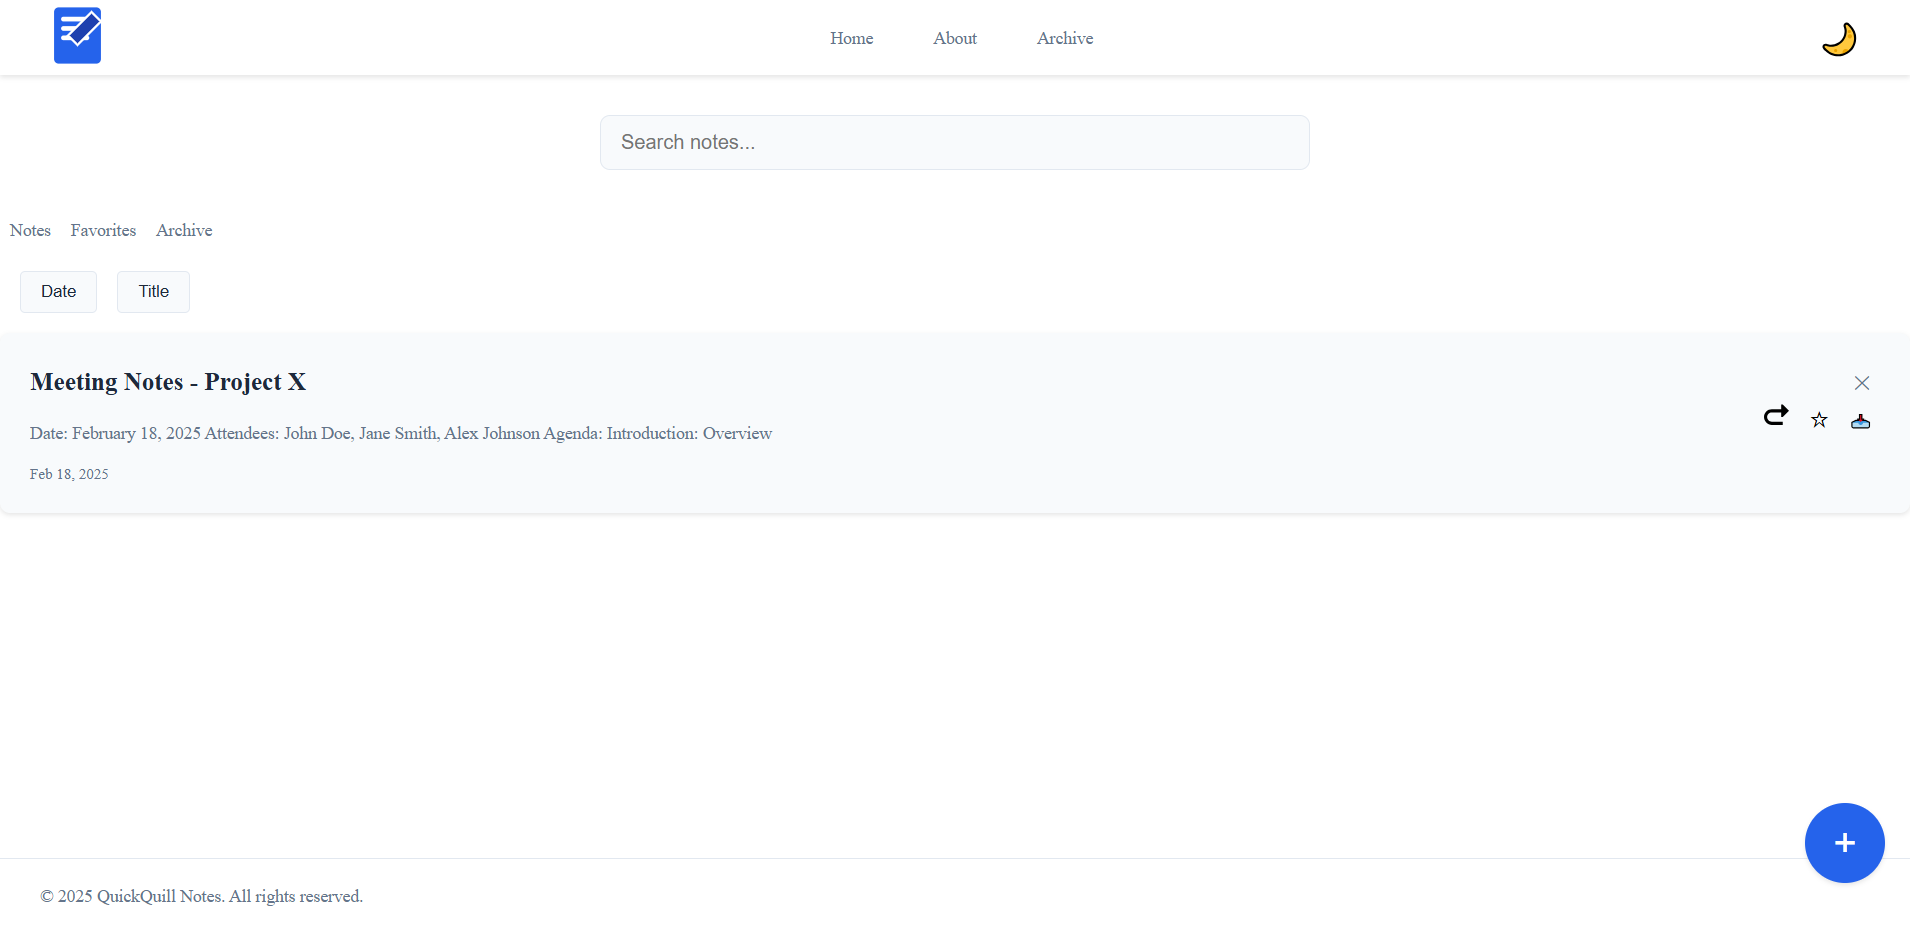 Home About Archive
Search notes...
Notes Favorites Archive
Date Title
Meeting Notes - Project X
Date: February 18, 2025 Attendees: John Doe, Jane Smith, Alex Johnson Agenda: Introduction: Overview
Feb 18, 2025
© 2025 QuickQuill Notes. All rights reserved.